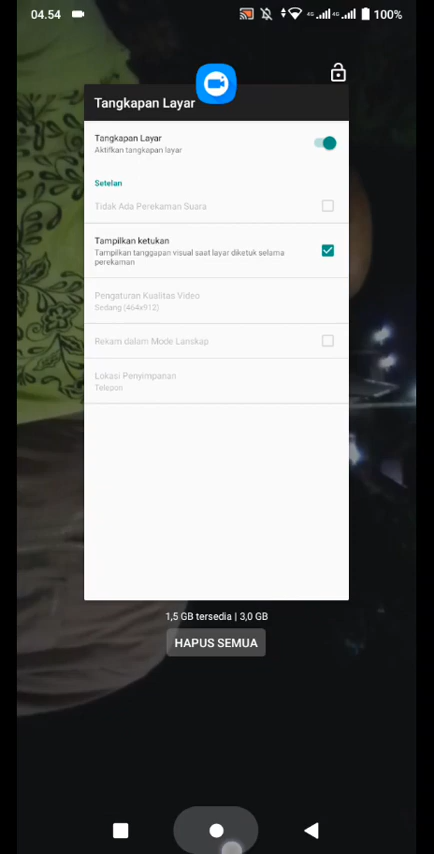 04.54
4G
4G
100%
Tangkapan Layar
Tangkapan Layar
Aktifkan tangkapan layar
Setelan
Tidak Ada Perekaman Suara
Tampilkan ketukan
Tampilkan tanggapan visual saat layar diketuk selama
perekaman
Pengaturan Kualitas Video
Sedang (464x912)
Rekam dalam Mode Lanskap
Lokasi Penyimpanan
Telepon
1,5 GB tersedia | 3,0 GB
HAPUS SEMUA